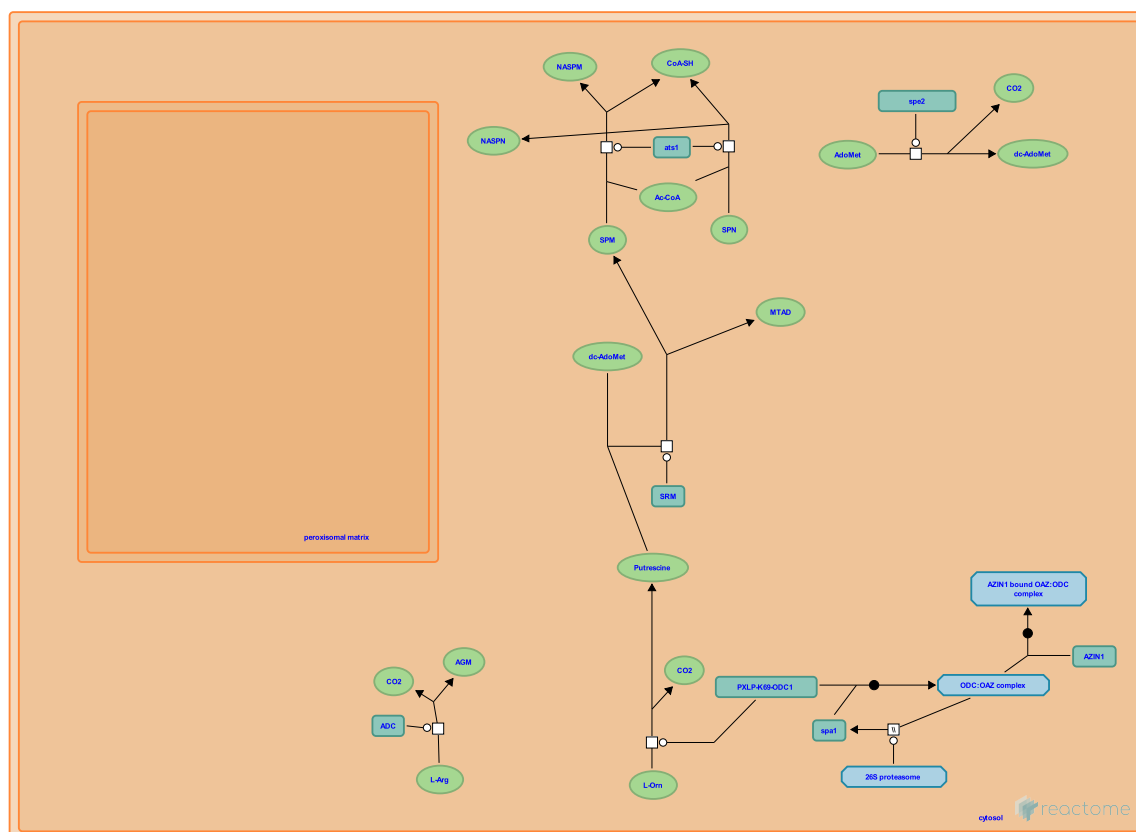 NASPM
CoA-SH
CO2
spe2
NASPN
ats1
AdoMet
dc-AdoMet
Ac-CoA
SPM
SPN
MTAD
dc-AdoMet
SRM
peroxisomal matrix
Putrescine
AZIN1 bound OAZ:ODC
complex
AZIN1
AGM
CO2
CO2
PXLP-K69-ODC1
ODC:OAZ complex
ADC
spa1
\\
L-Arg
L-Orn
26S proteasome
cytosol
reactome